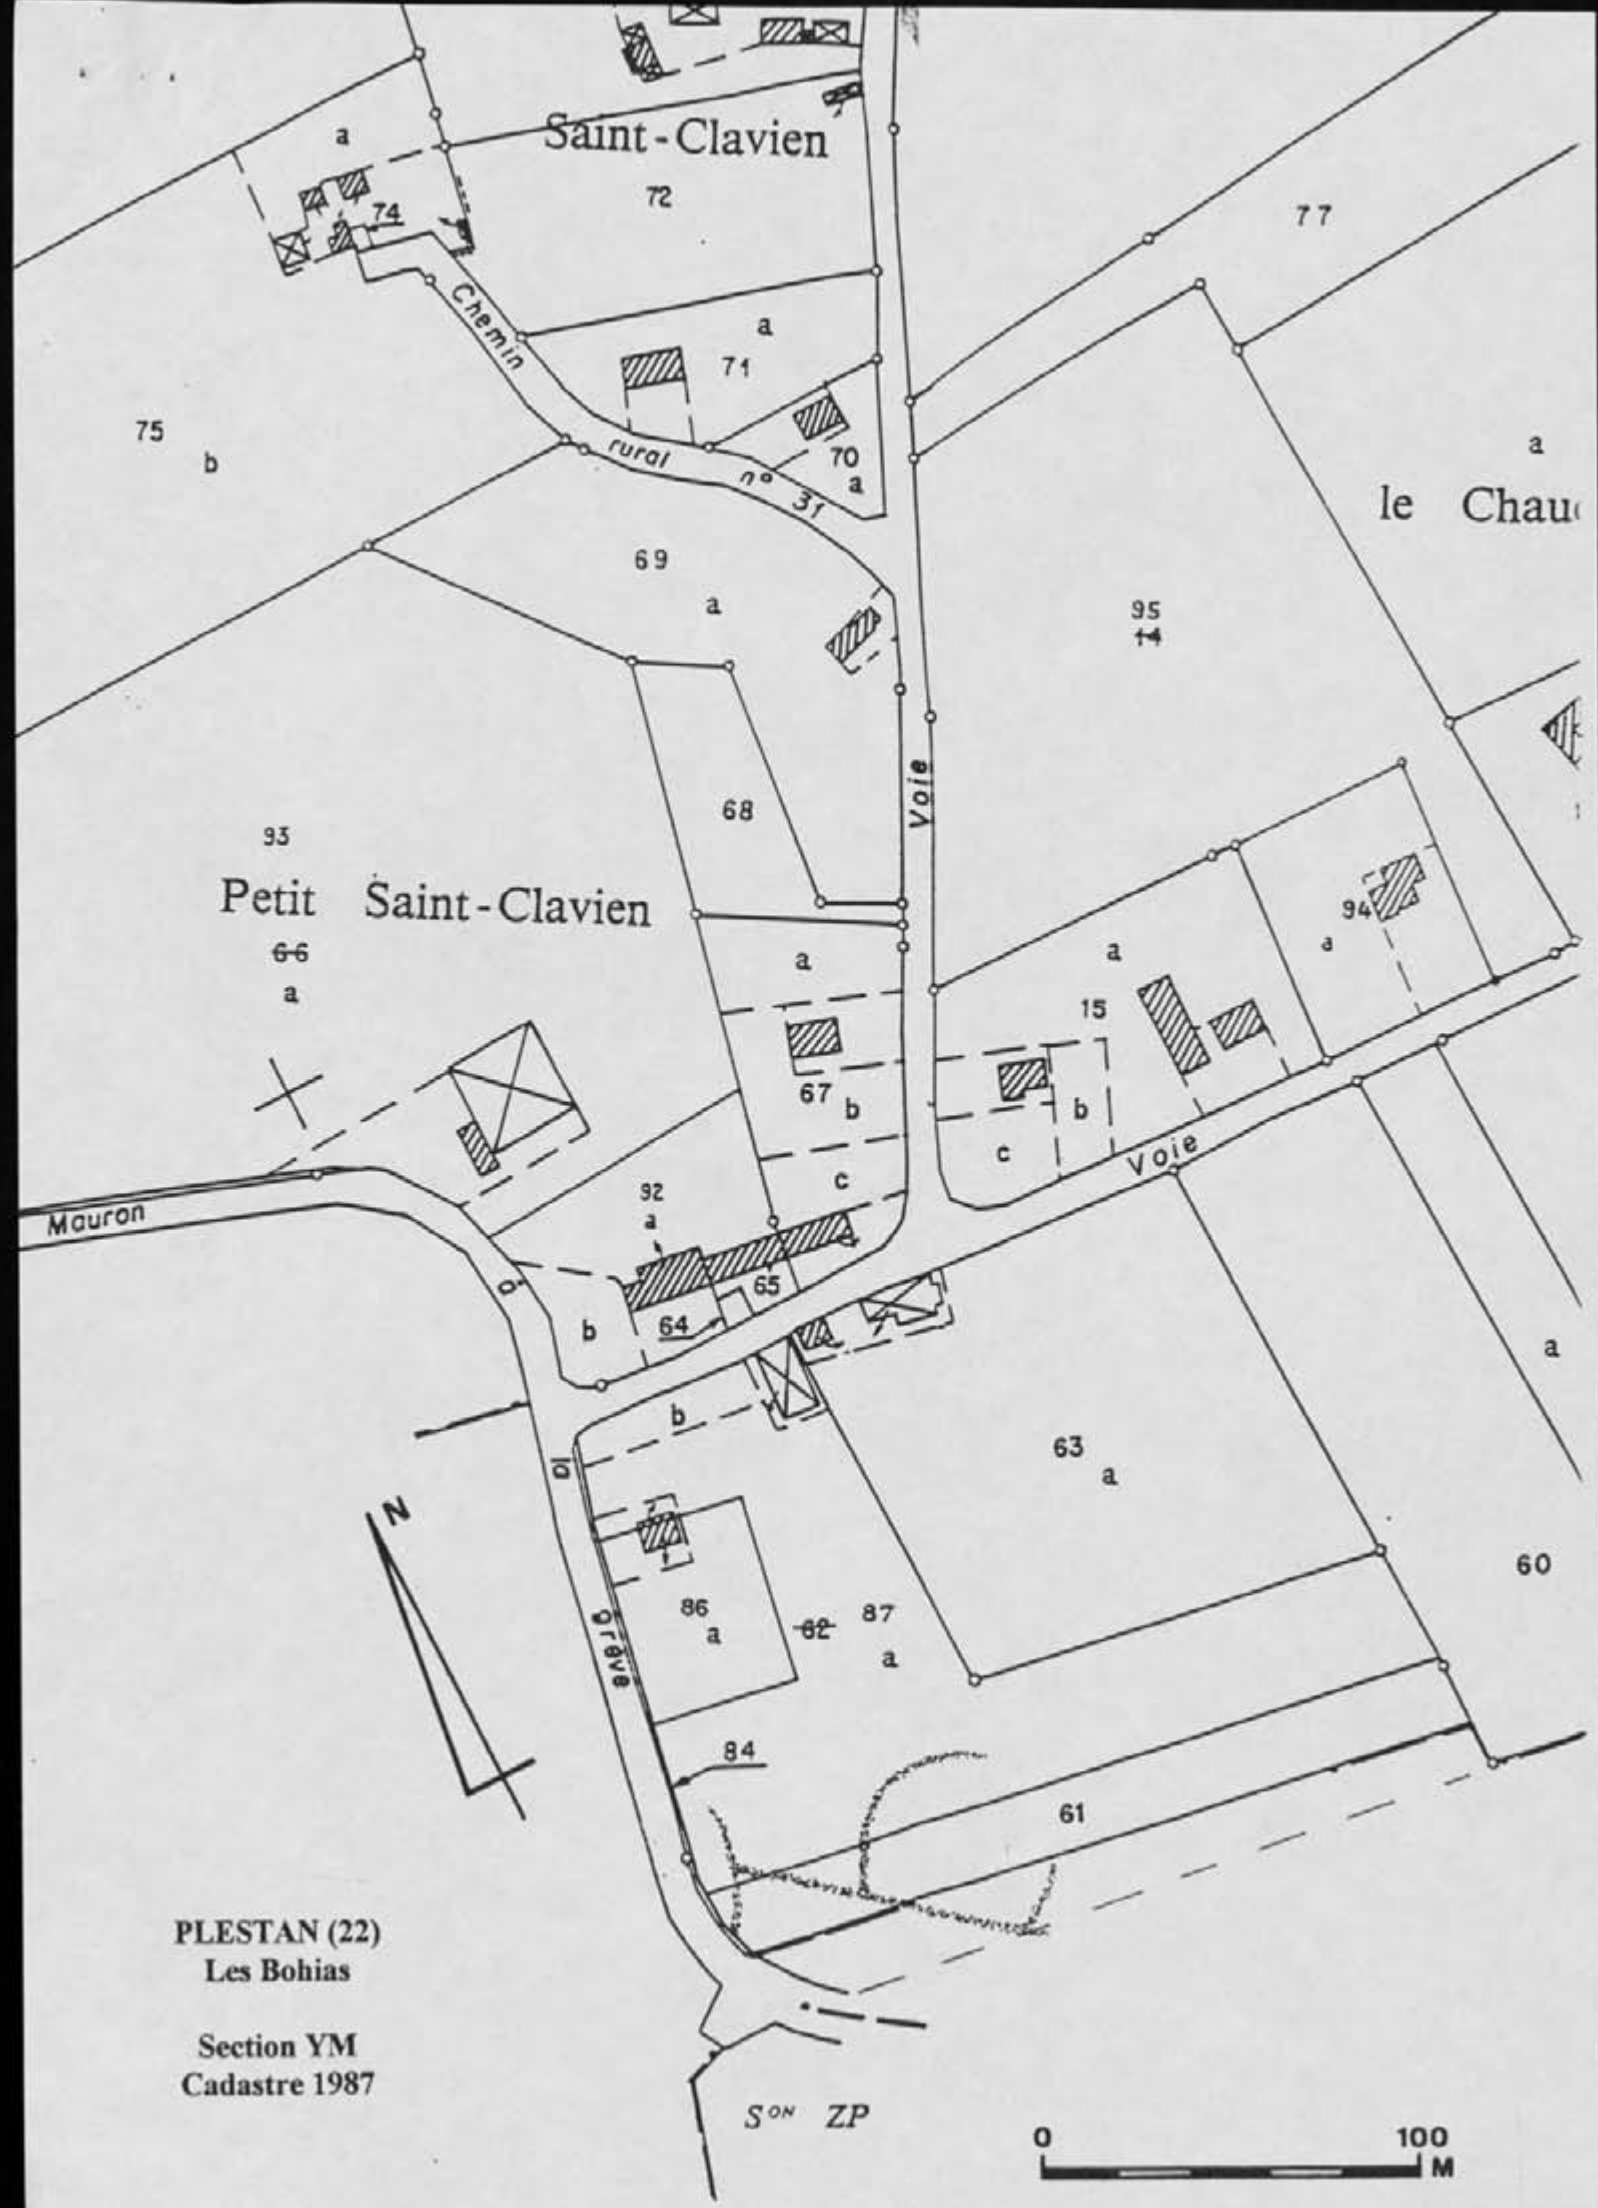 a
Saint-Clavien
74
72
77
Chemin
a
71
75
b
rural
nº
31
70
a
a
le
69
a
95
14
Voie
68
93
Petit Saint-Clavien
66
a
94
a
a
a
15
67
b
b
c
Voie
c
92
a
Mauron
à
65
64
b
b
a
63
a
la
N
60
86
a
62
87
a
grève
84
61
PLESTAN (22)
Les Bohias
Section YM
Cadastre 1987
Sᴼᴺ ZP
0
100
M